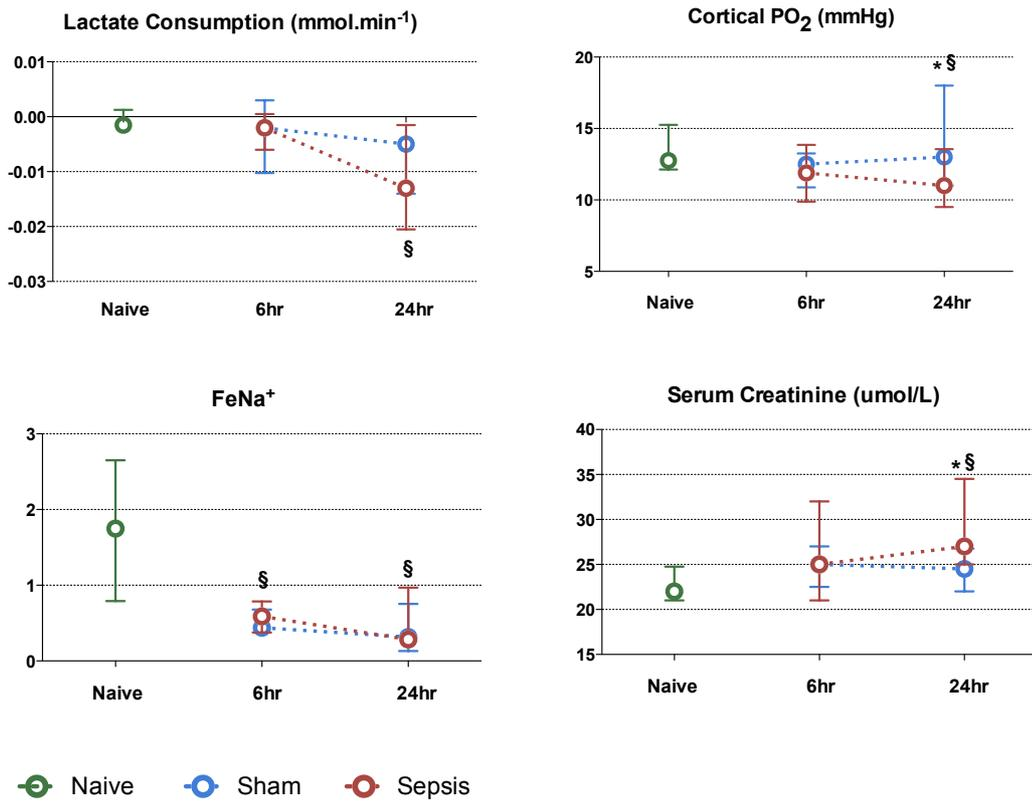 Lactate Consumption (mmol.min⁻¹)
0.01
0.00
-0.01
-0.02
-0.03
§
Naive 6hr 24hr
Cortical PO₂ (mmHg)
20
15
10
5
* §
Naive 6hr 24hr
FeNa⁺
3
2
1
0
§ §
Naive 6hr 24hr
Serum Creatinine (umol/L)
40
35
30
25
20
15
* §
Naive 6hr 24hr
Naive Sham Sepsis